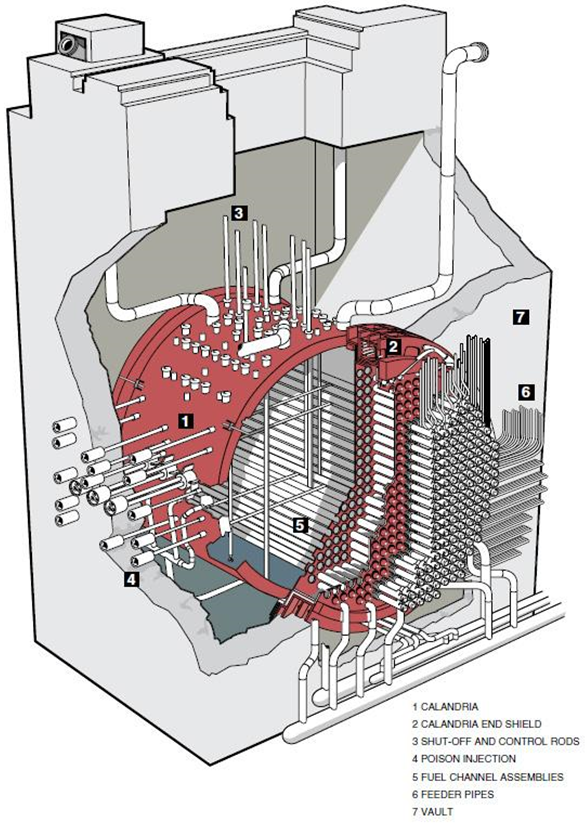 3
7
2
6
1
5
4
1 CALANDRIA
2 CALANDRIA END SHIELD
3 SHUT-OFF AND CONTROL RODS
4 POISON INJECTION
5 FUEL CHANNEL ASSEMBLIES
6 FEEDER PIPES
7 VAULT